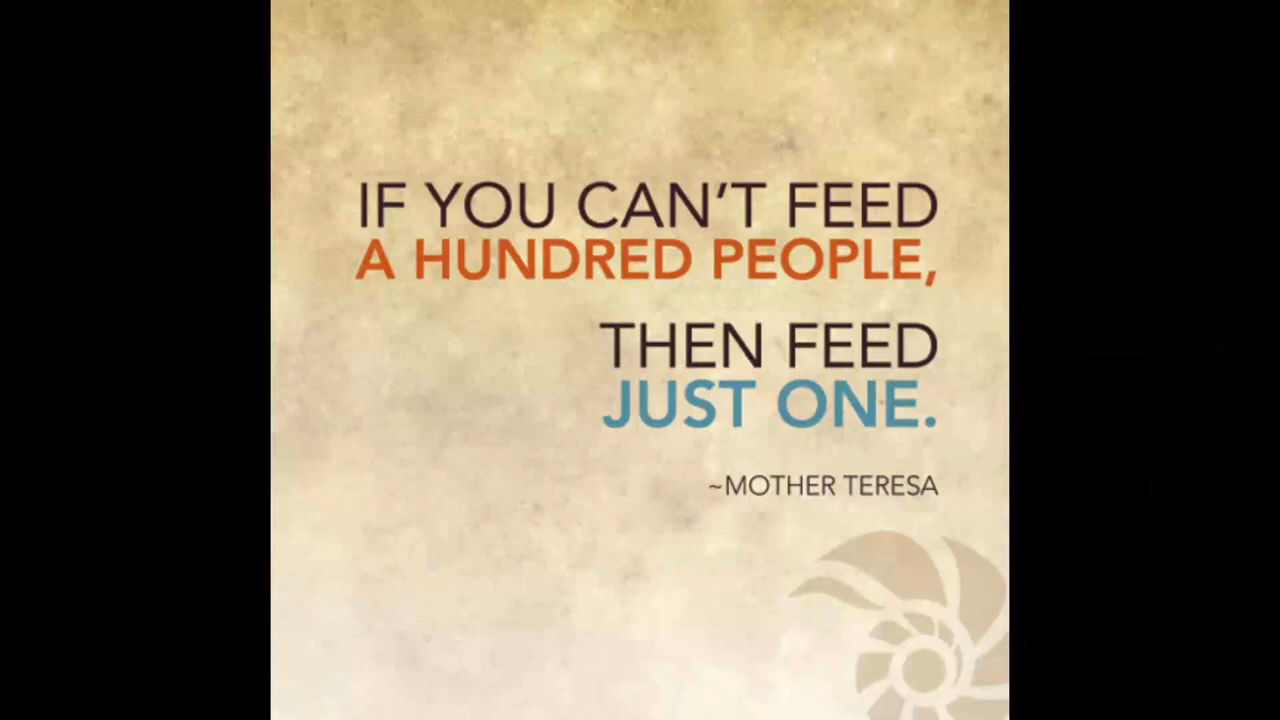 IF YOU CAN’T FEED
A HUNDRED PEOPLE,
THEN FEED
JUST ONE.
~MOTHER TERESA